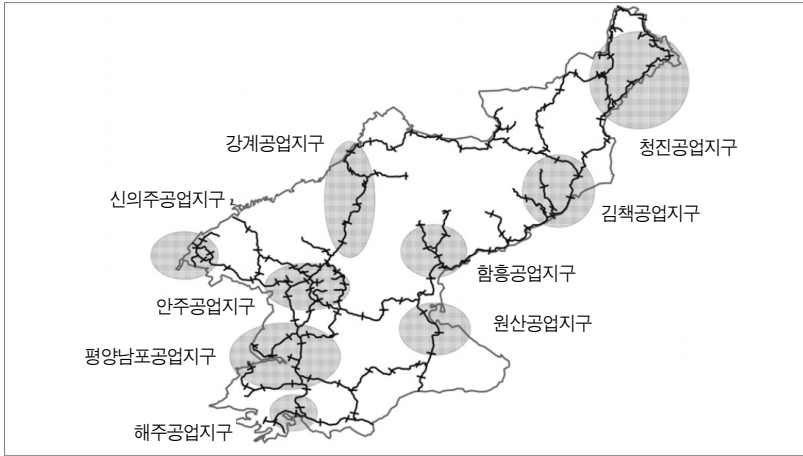 강계공업지구
청진공업지구
신의주공업지구
김책공업지구
함흥공업지구
안주공업지구
원산공업지구
평양남포공업지구
해주공업지구